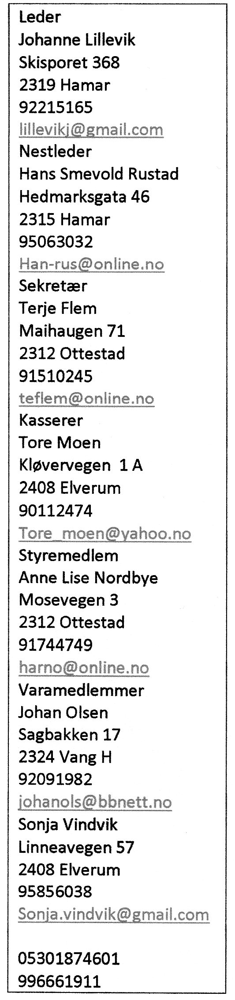 Leder
Johanne Lillevik
Skisporet 368
2319 Hamar
92215165
lillevikj@gmail.com
Nestleder
Hans Smevold Rustad
Hedmarksgata 46
2315 Hamar
95063032
Han-rus@online.no
Sekretær
Terje Flem
Maihaugen 71
2312 Ottestad
91510245
teflem@online.no
Kasserer
Tore Moen
Kløvervegen  1 A
2408 Elverum
90112474
Tore_moen@yahoo.no
Styremedlem
Anne Lise Nordbye
Mosevegen 3
2312 Ottestad
91744749
harno@online.no
Varamedlemmer
Johan Olsen
Sagbakken 17
2324 Vang H
92091982
johanols@bbnett.no
Sonja Vindvik
Linneavegen 57
2408 Elverum
95856038
Sonja.vindvik@gmail.com
05301874601
996661911